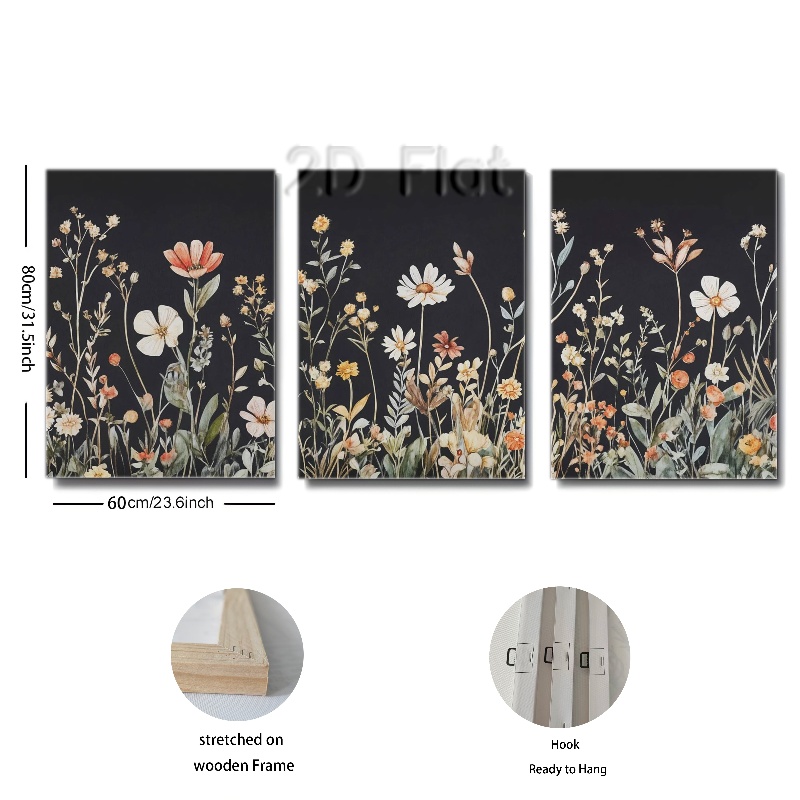 2D Flat
80cm/31.5inch
60cm/23.6inch
stretched on
wooden Frame
Hook
Ready to Hang